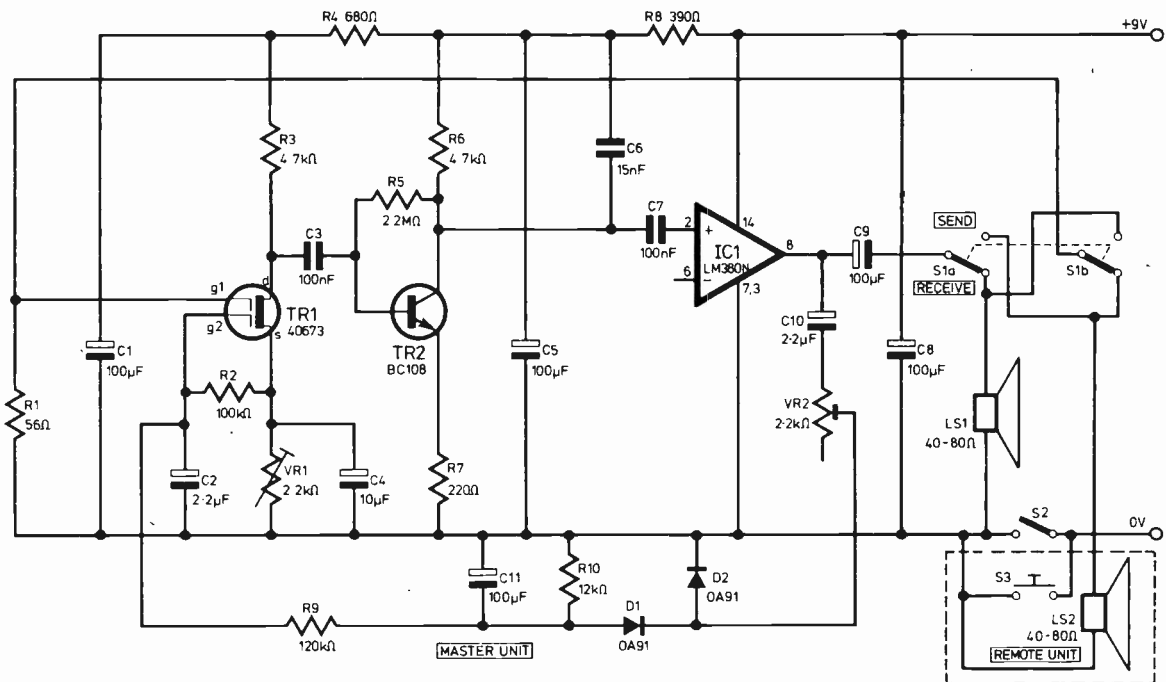 R4 680Ω
R8 390Ω
+9V
R3
4.7kΩ
R6
4.7kΩ
C6
15nF
R5
2.2MΩ
C7
100nF
SEND
C3
100nF
2
+
14
IC1
LM380N
8
C9
100µF
6
-
7,3
S1a
S1b
RECEIVE
g1
d
g2
s
TR1
40673
TR2
BC108
C1
100µF
C5
100µF
C10
2·2µF
C8
100µF
R1
56Ω
R2
100kΩ
VR2
2·2kΩ
LS1
40-80Ω
C2
2·2µF
VR1
2.2kΩ
C4
10µF
R7
220Ω
S2
0V
C11
100µF
R10
12kΩ
D2
OA91
S3
R9
120kΩ
D1
OA91
MASTER UNIT
LS2
40-80Ω
REMOTE UNIT